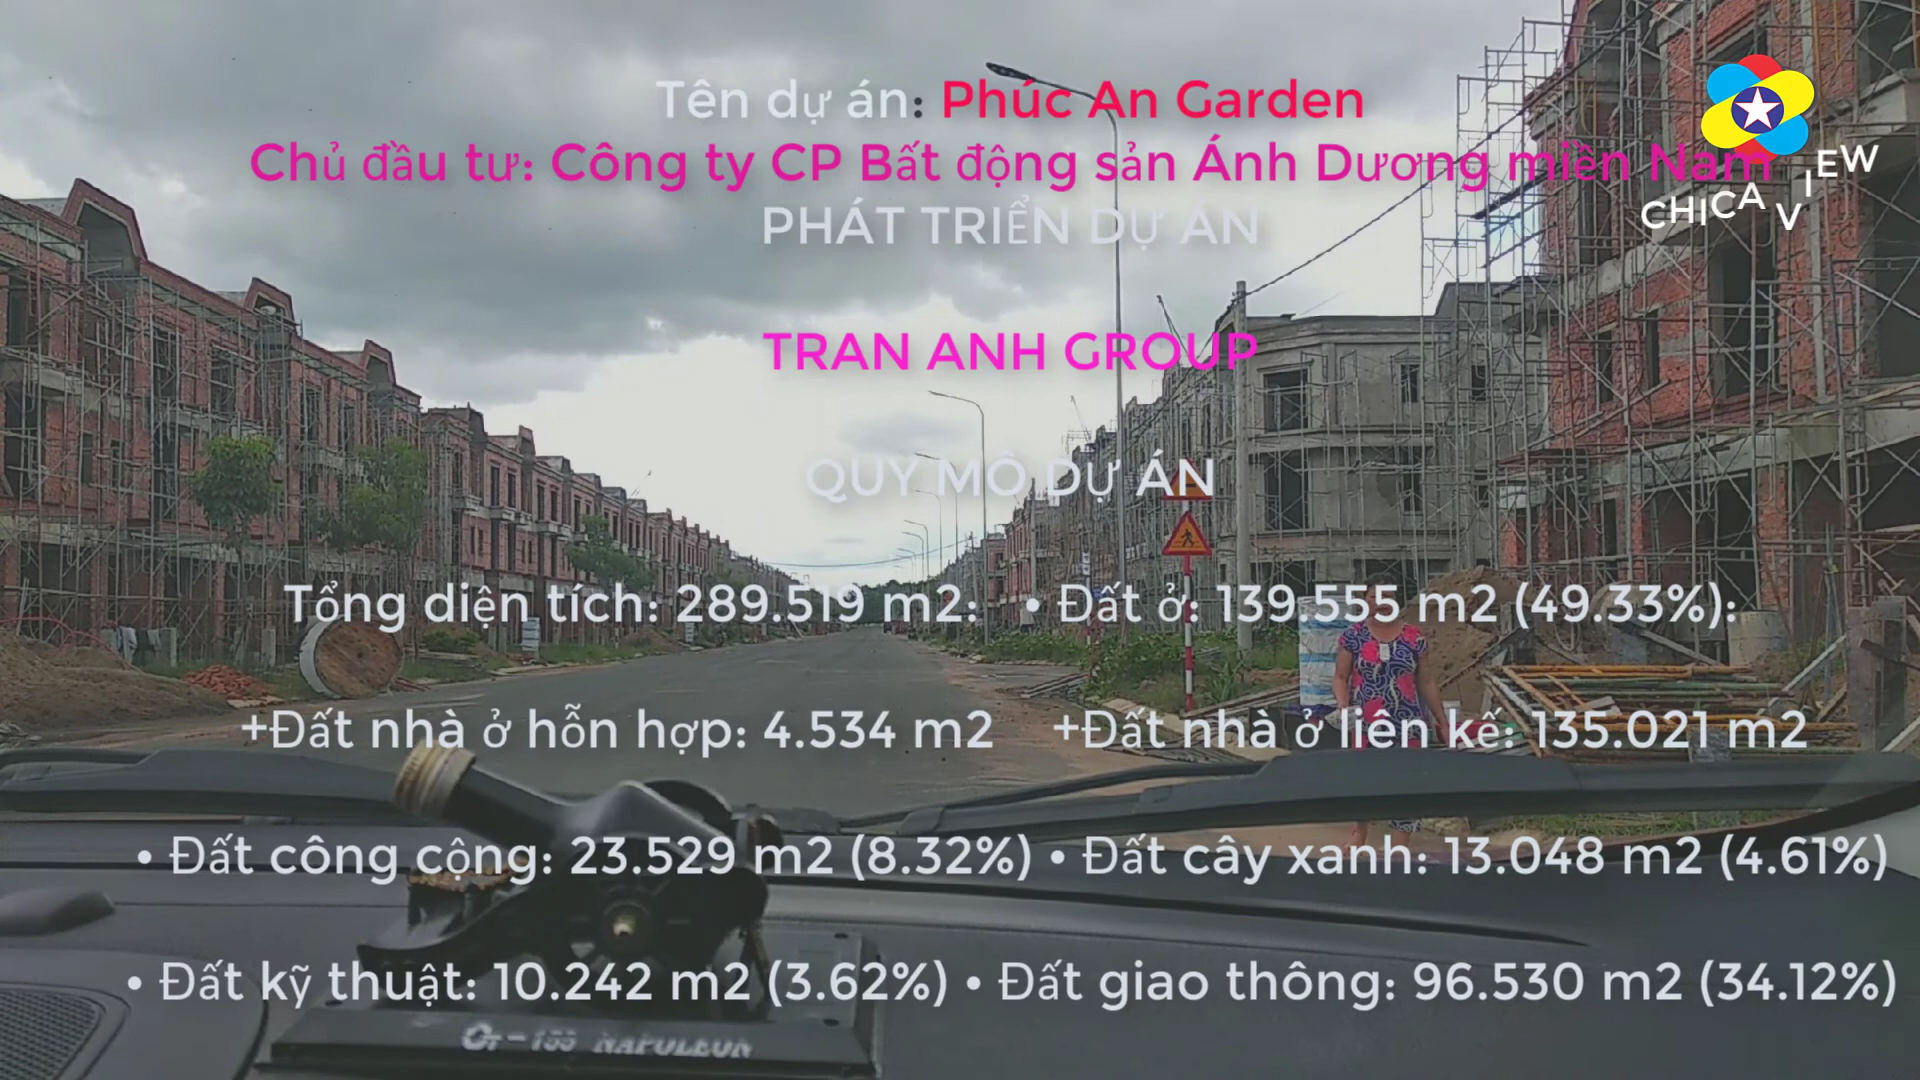 Tên dự án: Phúc An Garden
Chủ đầu tư: Công ty CP Bất động sản Ánh Dương miền Nam
CHICA VIEW
PHÁT TRIỂN DỰ ÁN
TRAN ANH GROUP
QUY MÔ DỰ ÁN
Tổng diện tích: 289.519 m2: • Đất ở: 139.555 m2 (49.33%):
+Đất nhà ở hỗn hợp: 4.534 m2 +Đất nhà ở liên kế: 135.021 m2
• Đất công cộng: 23.529 m2 (8.32%) • Đất cây xanh: 13.048 m2 (4.61%)
• Đất kỹ thuật: 10.242 m2 (3.62%) • Đất giao thông: 96.530 m2 (34.12%)
NAPOLEON